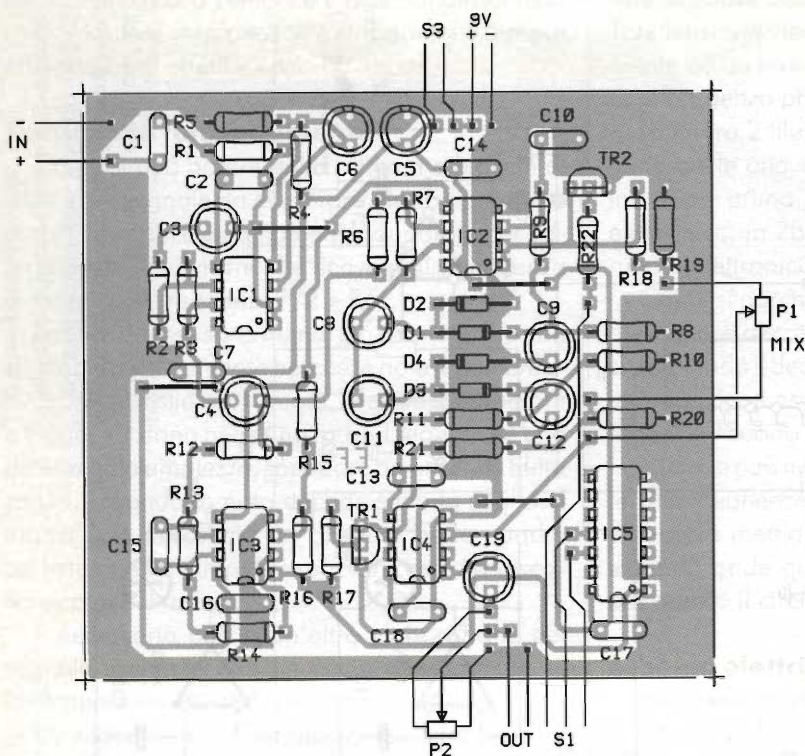 S3
9V
+
-
IN
+
C1
R5
R1
C2
R4
C6
C5
C14
C10
TR2
C3
R6
R7
IC2
R9
R22
R18
R19
IC1
R2
R3
C7
C8
D2
D1
D4
D3
C9
R8
R10
P1
MIX
C4
C11
R11
C12
R20
R12
R15
R21
C13
R13
TR1
C19
C15
IC3
IC4
IC5
R16
R17
C16
C18
C17
R14
P2
OUT
S1